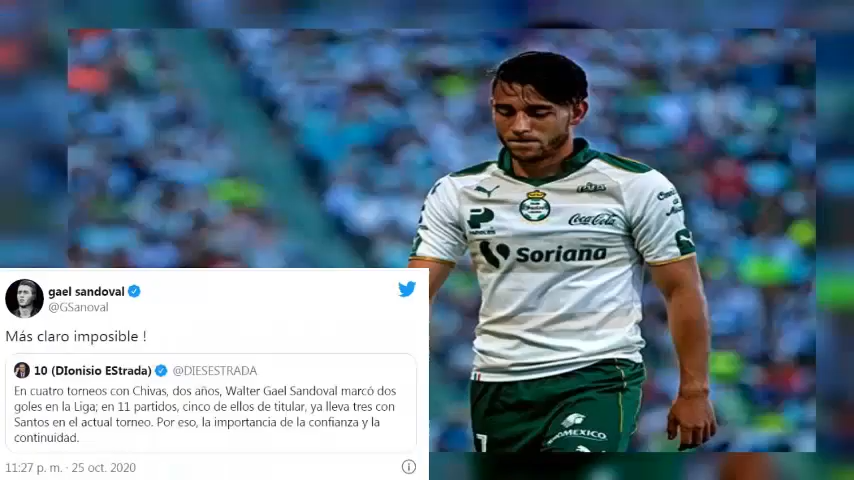 gael sandoval
@GSanoval
Más claro imposible !
10 (DIonisio EStrada) @DIESESTRADA
En cuatro torneos con Chivas, dos años, Walter Gael Sandoval marcó dos
goles en la Liga; en 11 partidos, cinco de ellos de titular, ya lleva tres con
Santos en el actual torneo. Por eso, la importancia de la confianza y la
continuidad.
11:27 p. m. · 25 oct. 2020
Coca-Cola
Soriana
AEROMEXICO